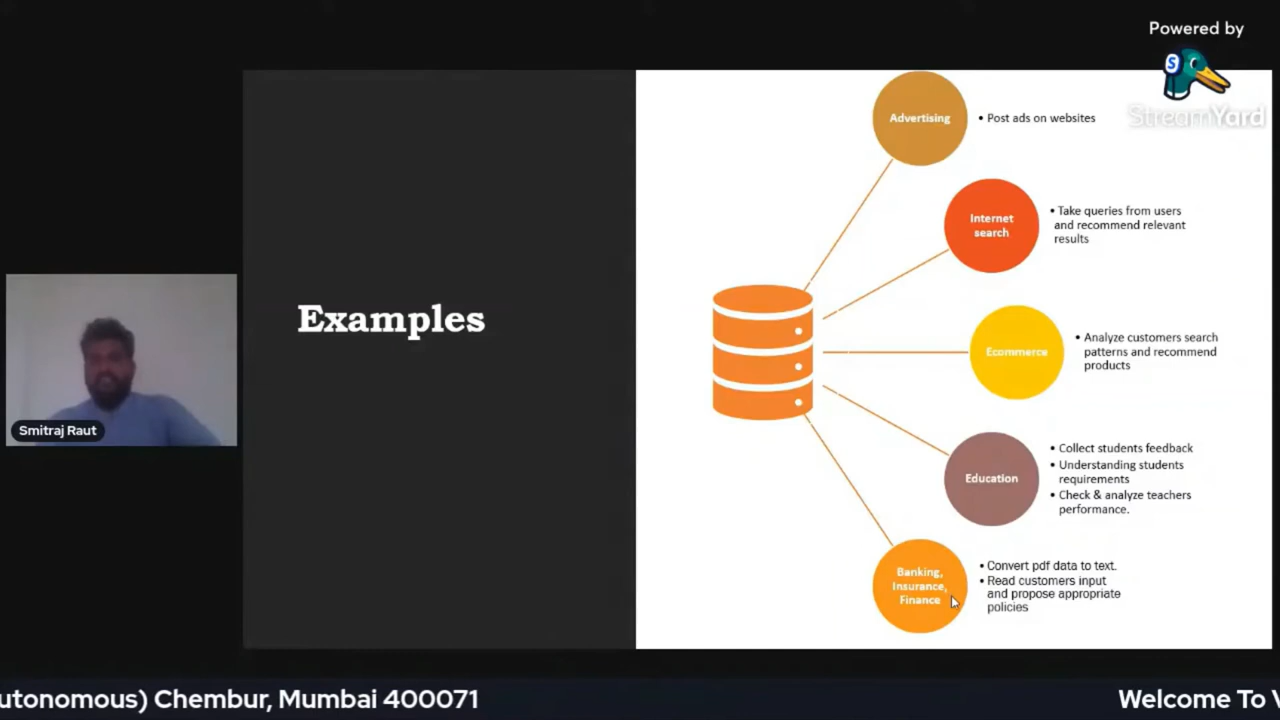 Powered by
StreamYard
Advertising
• Post ads on websites
Internet
search
• Take queries from users
and recommend relevant
results
Examples
Ecommerce
• Analyze customers search
patterns and recommend
products
Smitraj Raut
Education
• Collect students feedback
• Understanding students
requirements
• Check & analyze teachers
performance.
Banking,
Insurance,
Finance
• Convert pdf data to text.
• Read customers input
and propose appropriate
policies
utonomous) Chembur, Mumbai 400071
Welcome To V